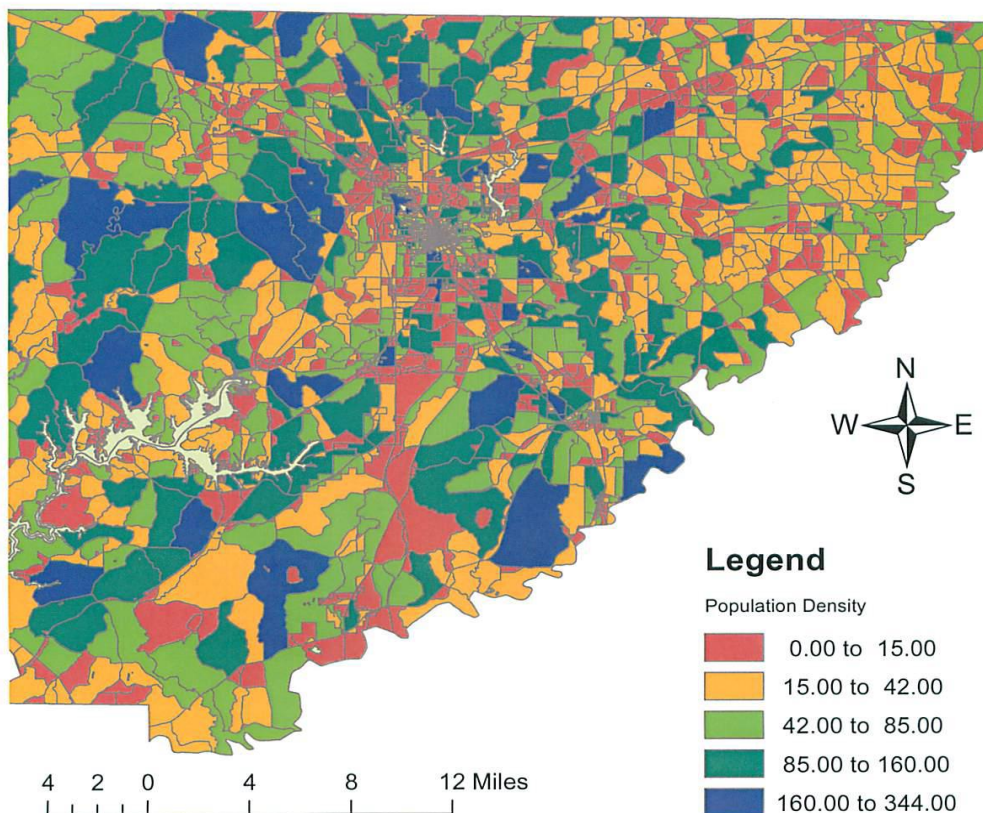 N
W E
S
Legend
Population Density
0.00 to 15.00
15.00 to 42.00
42.00 to 85.00
85.00 to 160.00
160.00 to 344.00
4 2 0 4 8 12 Miles